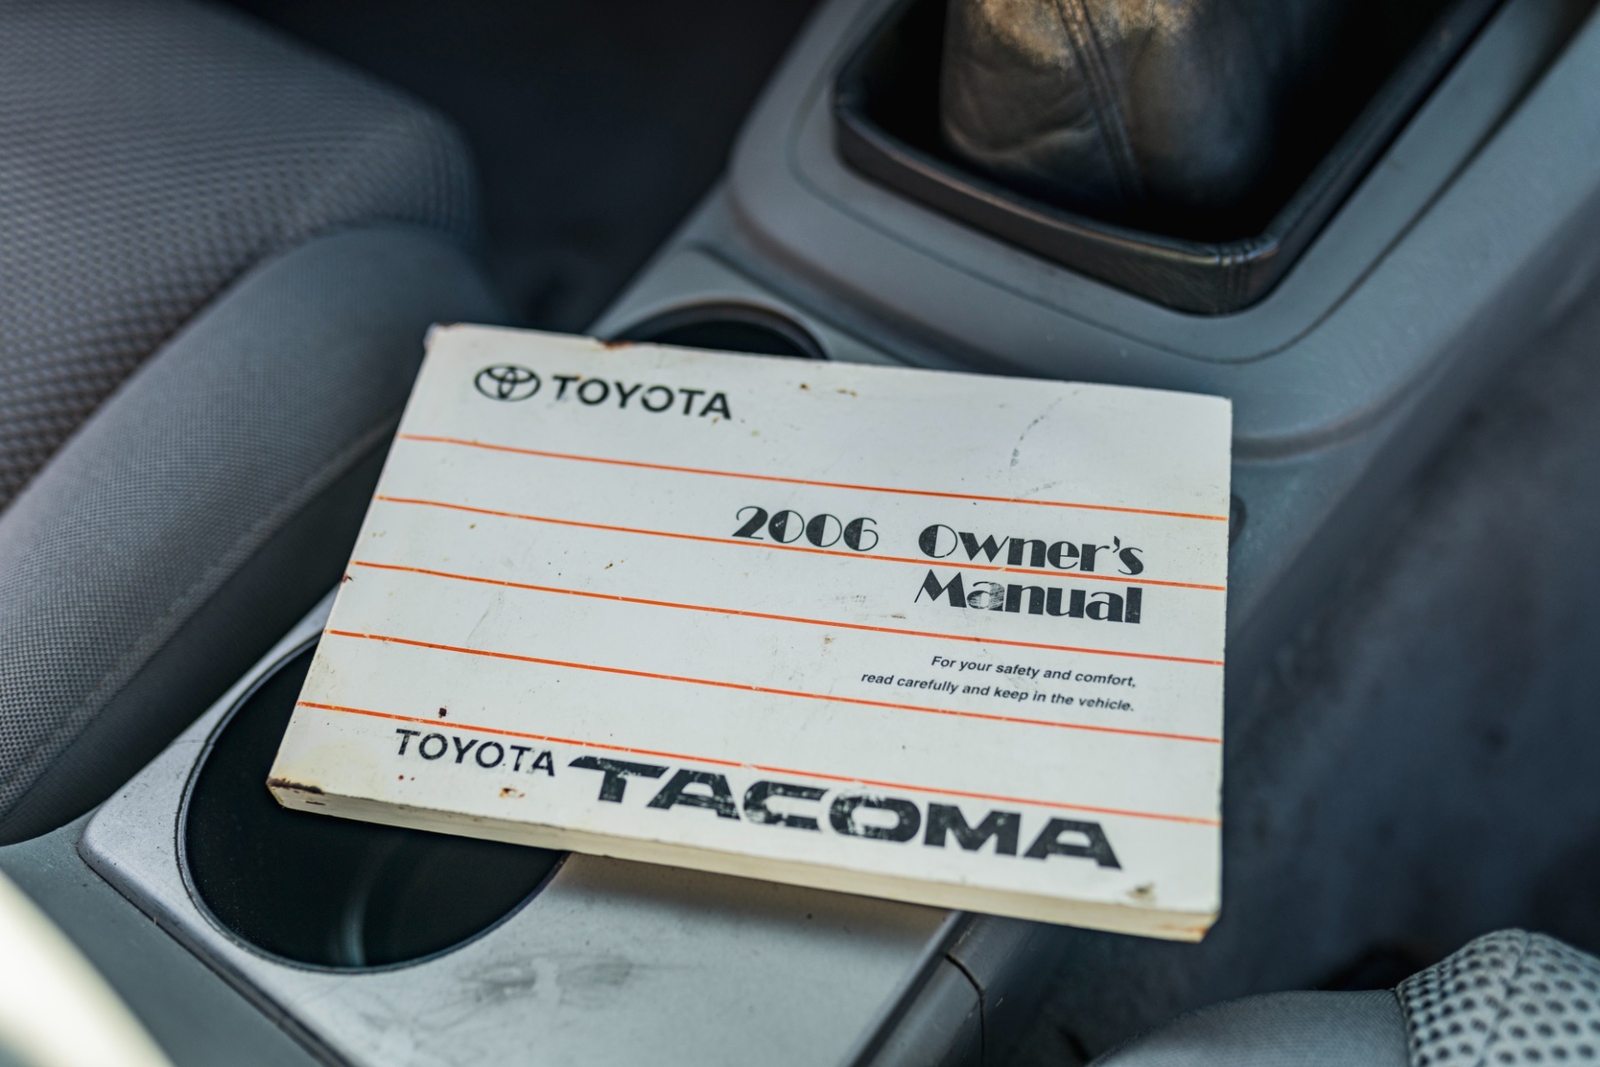 TOYOTA
2006 Owner's
Manual
For your safety and comfort,
read carefully and keep in the vehicle.
TOYOTA TACOMA